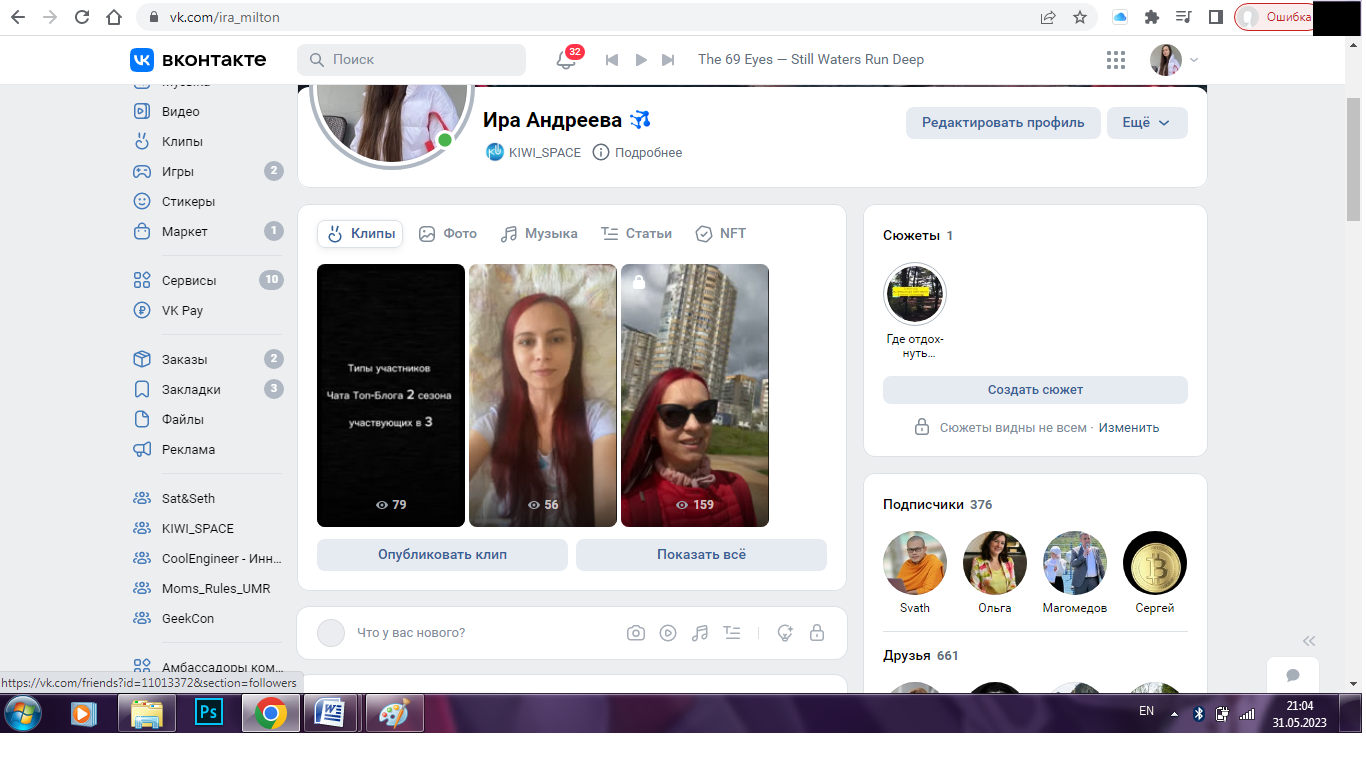 vk.com/ira_milton
Ошибка
ВКОНТАКТЕ
Поиск
32
The 69 Eyes — Still Waters Run Deep
Музыка
Видео
Клипы
Игры 2
Стикеры
Маркет 1
Сервисы 10
VK Pay
Заказы 2
Закладки 3
Файлы
Реклама
Sat&Seth
KIWI_SPACE
CoolEngineer - Инн...
Moms_Rules_UMR
GeekCon
Амбассадоры ком...
Ира Андреева
KIWI_SPACE Подробнее
Редактировать профиль
Ещё
Клипы Фото Музыка Статьи NFT
Типы участников
Чата Топ-Блога 2 сезона
участвующих в 3
79
56
159
Опубликовать клип
Показать всё
Что у вас нового?
Сюжеты 1
Где отдох-
нуть...
Создать сюжет
Сюжеты видны не всем · Изменить
Подписчики 376
Svath Ольга Магомедов Сергей
Друзья 661
https://vk.com/friends?id=11013372&section=followers
Ps
EN
21:04
31.05.2023